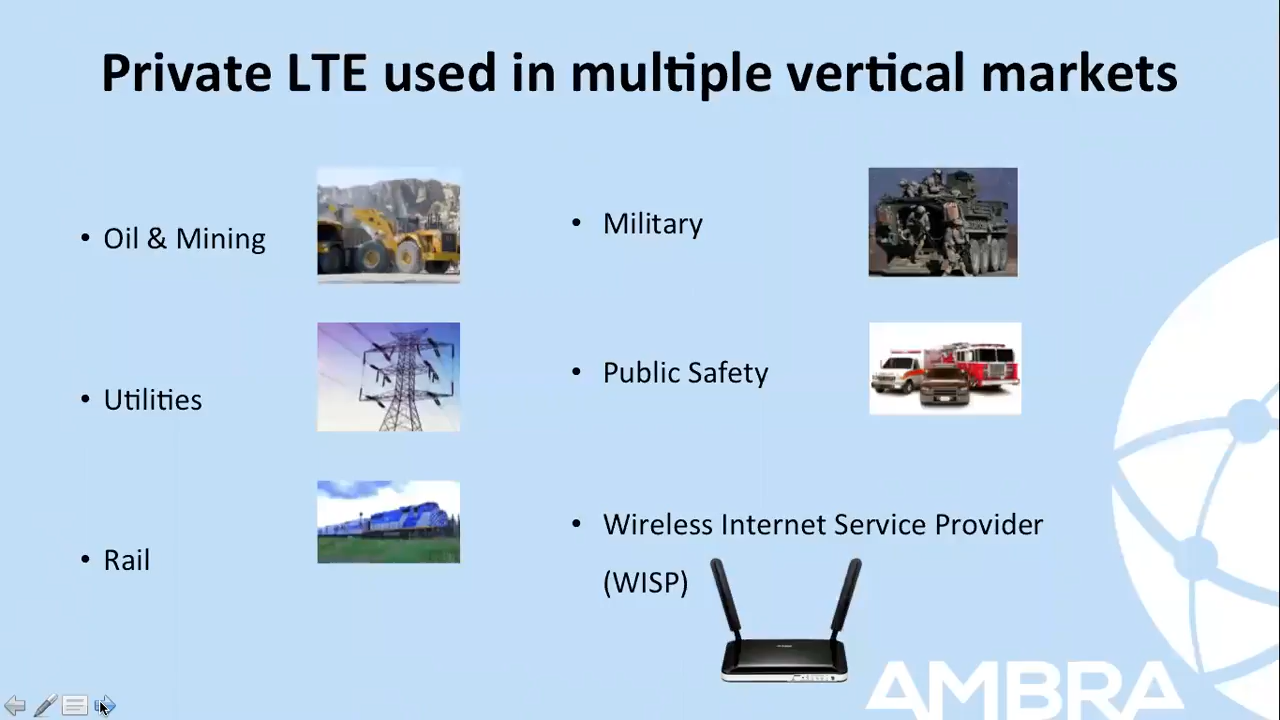 Private LTE used in multiple vertical markets
• Oil & Mining
• Utilities
• Rail
• Military
• Public Safety
• Wireless Internet Service Provider
(WISP)
AMBRA